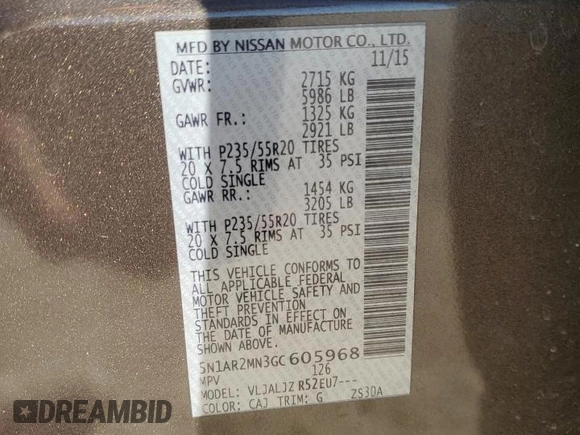 MFD BY NISSAN MOTOR CO., LTD.
DATE: 11/15
GVWR: 2715 KG
5986 LB
GAWR FR.: 1325 KG
2921 LB
WITH P235/55R20 TIRES
20 X 7.5 RIMS AT 35 PSI
COLD SINGLE
GAWR RR.: 1454 KG
3205 LB
WITH P235/55R20 TIRES
20 X 7.5 RIMS AT 35 PSI
COLD SINGLE
THIS VEHICLE CONFORMS TO
ALL APPLICABLE FEDERAL
MOTOR VEHICLE SAFETY AND
THEFT PREVENTION
STANDARDS IN EFFECT ON
THE DATE OF MANUFACTURE
SHOWN ABOVE.
5N1AR2MN3GC605968
MPV 126
MODEL: VLJALJZ R52EU7---
COLOR: CAJ TRIM: G ZS30A
DREAMBID